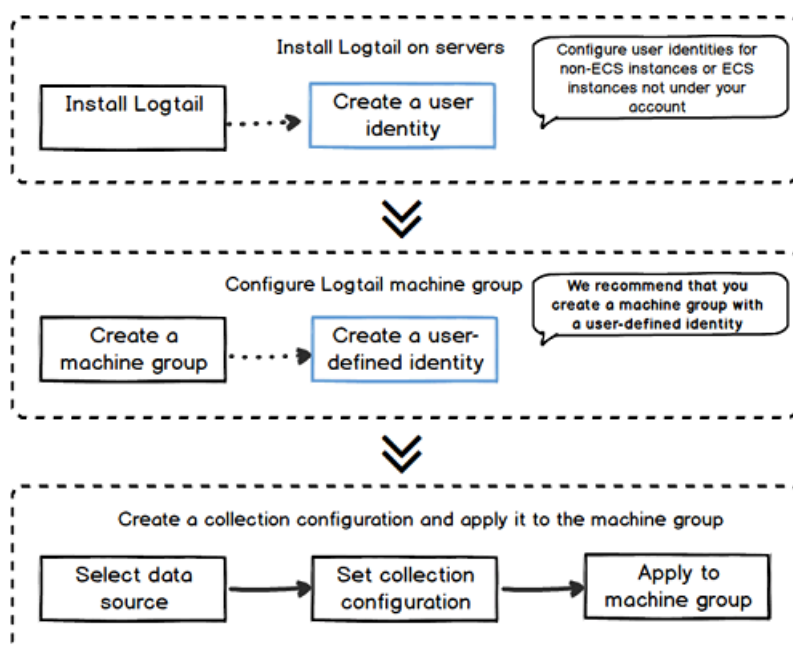 Install Logtail on servers
Configure user identities for
non-ECS instances or ECS
instances not under your
account
Install Logtail
Create a user
identity
Configure Logtail machine group
We recommend that you
create a machine group with
a user-defined identity
Create a
machine group
Create a user-
defined identity
Create a collection configuration and apply it to the machine group
Select data
source
Set collection
configuration
Apply to
machine group